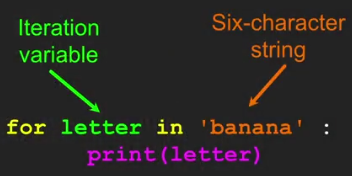 Iteration
variable
Six-character
string
for letter in 'banana' :
print(letter)